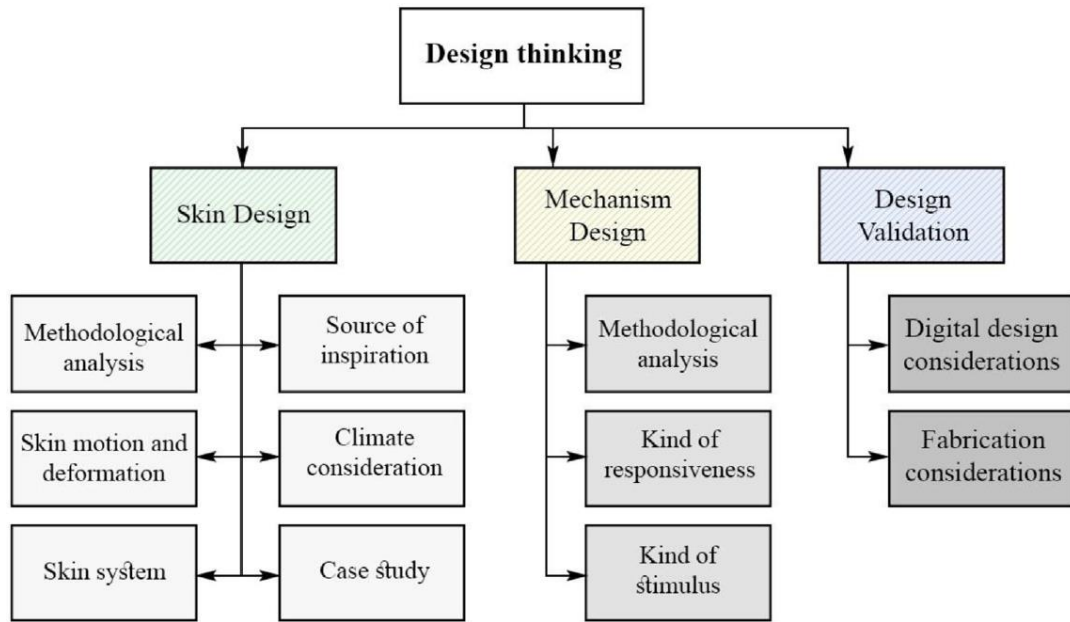 Design thinking
Skin Design
Mechanism
Design
Design
Validation
Methodological
analysis
Source of
inspiration
Methodological
analysis
Digital design
considerations
Skin motion and
deformation
Climate
consideration
Kind of
responsiveness
Fabrication
considerations
Skin system
Case study
Kind of
stimulus